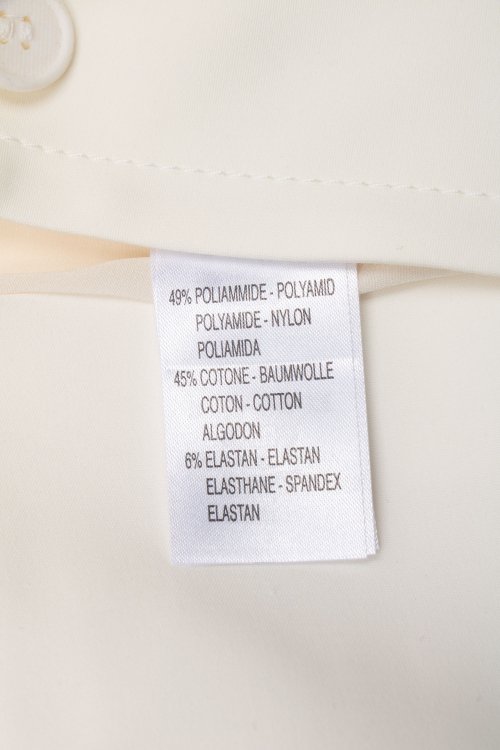 49% POLIAMMIDE - POLYAMID
POLYAMIDE - NYLON
POLIAMIDA
45% COTONE - BAUMWOLLE
COTON - COTTON
ALGODON
6% ELASTAN - ELASTAN
ELASTHANE - SPANDEX
ELASTAN